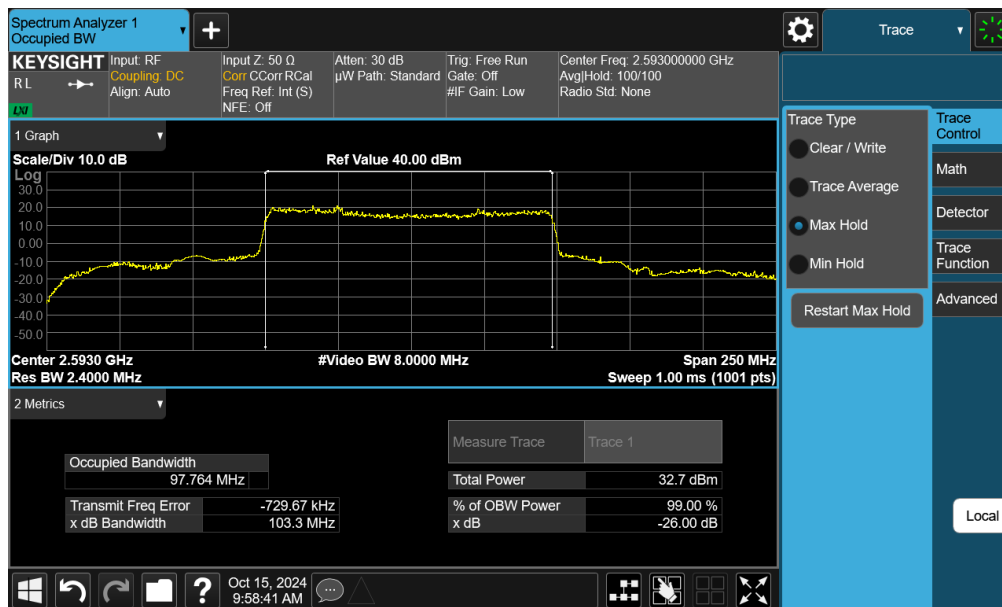 Spectrum Analyzer 1
Occupied BW
+
Trace
KEYSIGHT Input: RF Input Z: 50 Ω Atten: 30 dB Trig: Free Run Center Freq: 2.593000000 GHz
R L Coupling: DC Corr CCorr RCal µW Path: Standard Gate: Off Avg|Hold: 100/100
Align: Auto Freq Ref: Int (S) #IF Gain: Low Radio Std: None
LXI NFE: Off
1 Graph
Scale/Div 10.0 dB Ref Value 40.00 dBm
Log
30.0
20.0
10.0
0.00
-10.0
-20.0
-30.0
-40.0
-50.0
Center 2.5930 GHz #Video BW 8.0000 MHz Span 250 MHz
Res BW 2.4000 MHz Sweep 1.00 ms (1001 pts)
2 Metrics
Measure Trace Trace 1
Occupied Bandwidth
97.764 MHz Total Power 32.7 dBm
Transmit Freq Error -729.67 kHz % of OBW Power 99.00 %
x dB Bandwidth 103.3 MHz x dB -26.00 dB
Trace Type
Clear / Write
Trace Average
Max Hold
Min Hold
Restart Max Hold
Trace
Control
Math
Detector
Trace
Function
Advanced
Local
? Oct 15, 2024
9:58:41 AM